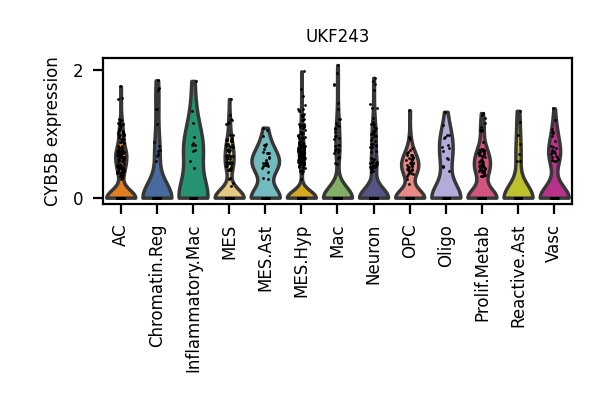 UKF243
CYB5B expression
2
0
AC
Chromatin.Reg
Inflammatory.Mac
MES
MES.Ast
MES.Hyp
Mac
Neuron
OPC
Oligo
Prolif.Metab
Reactive.Ast
Vasc